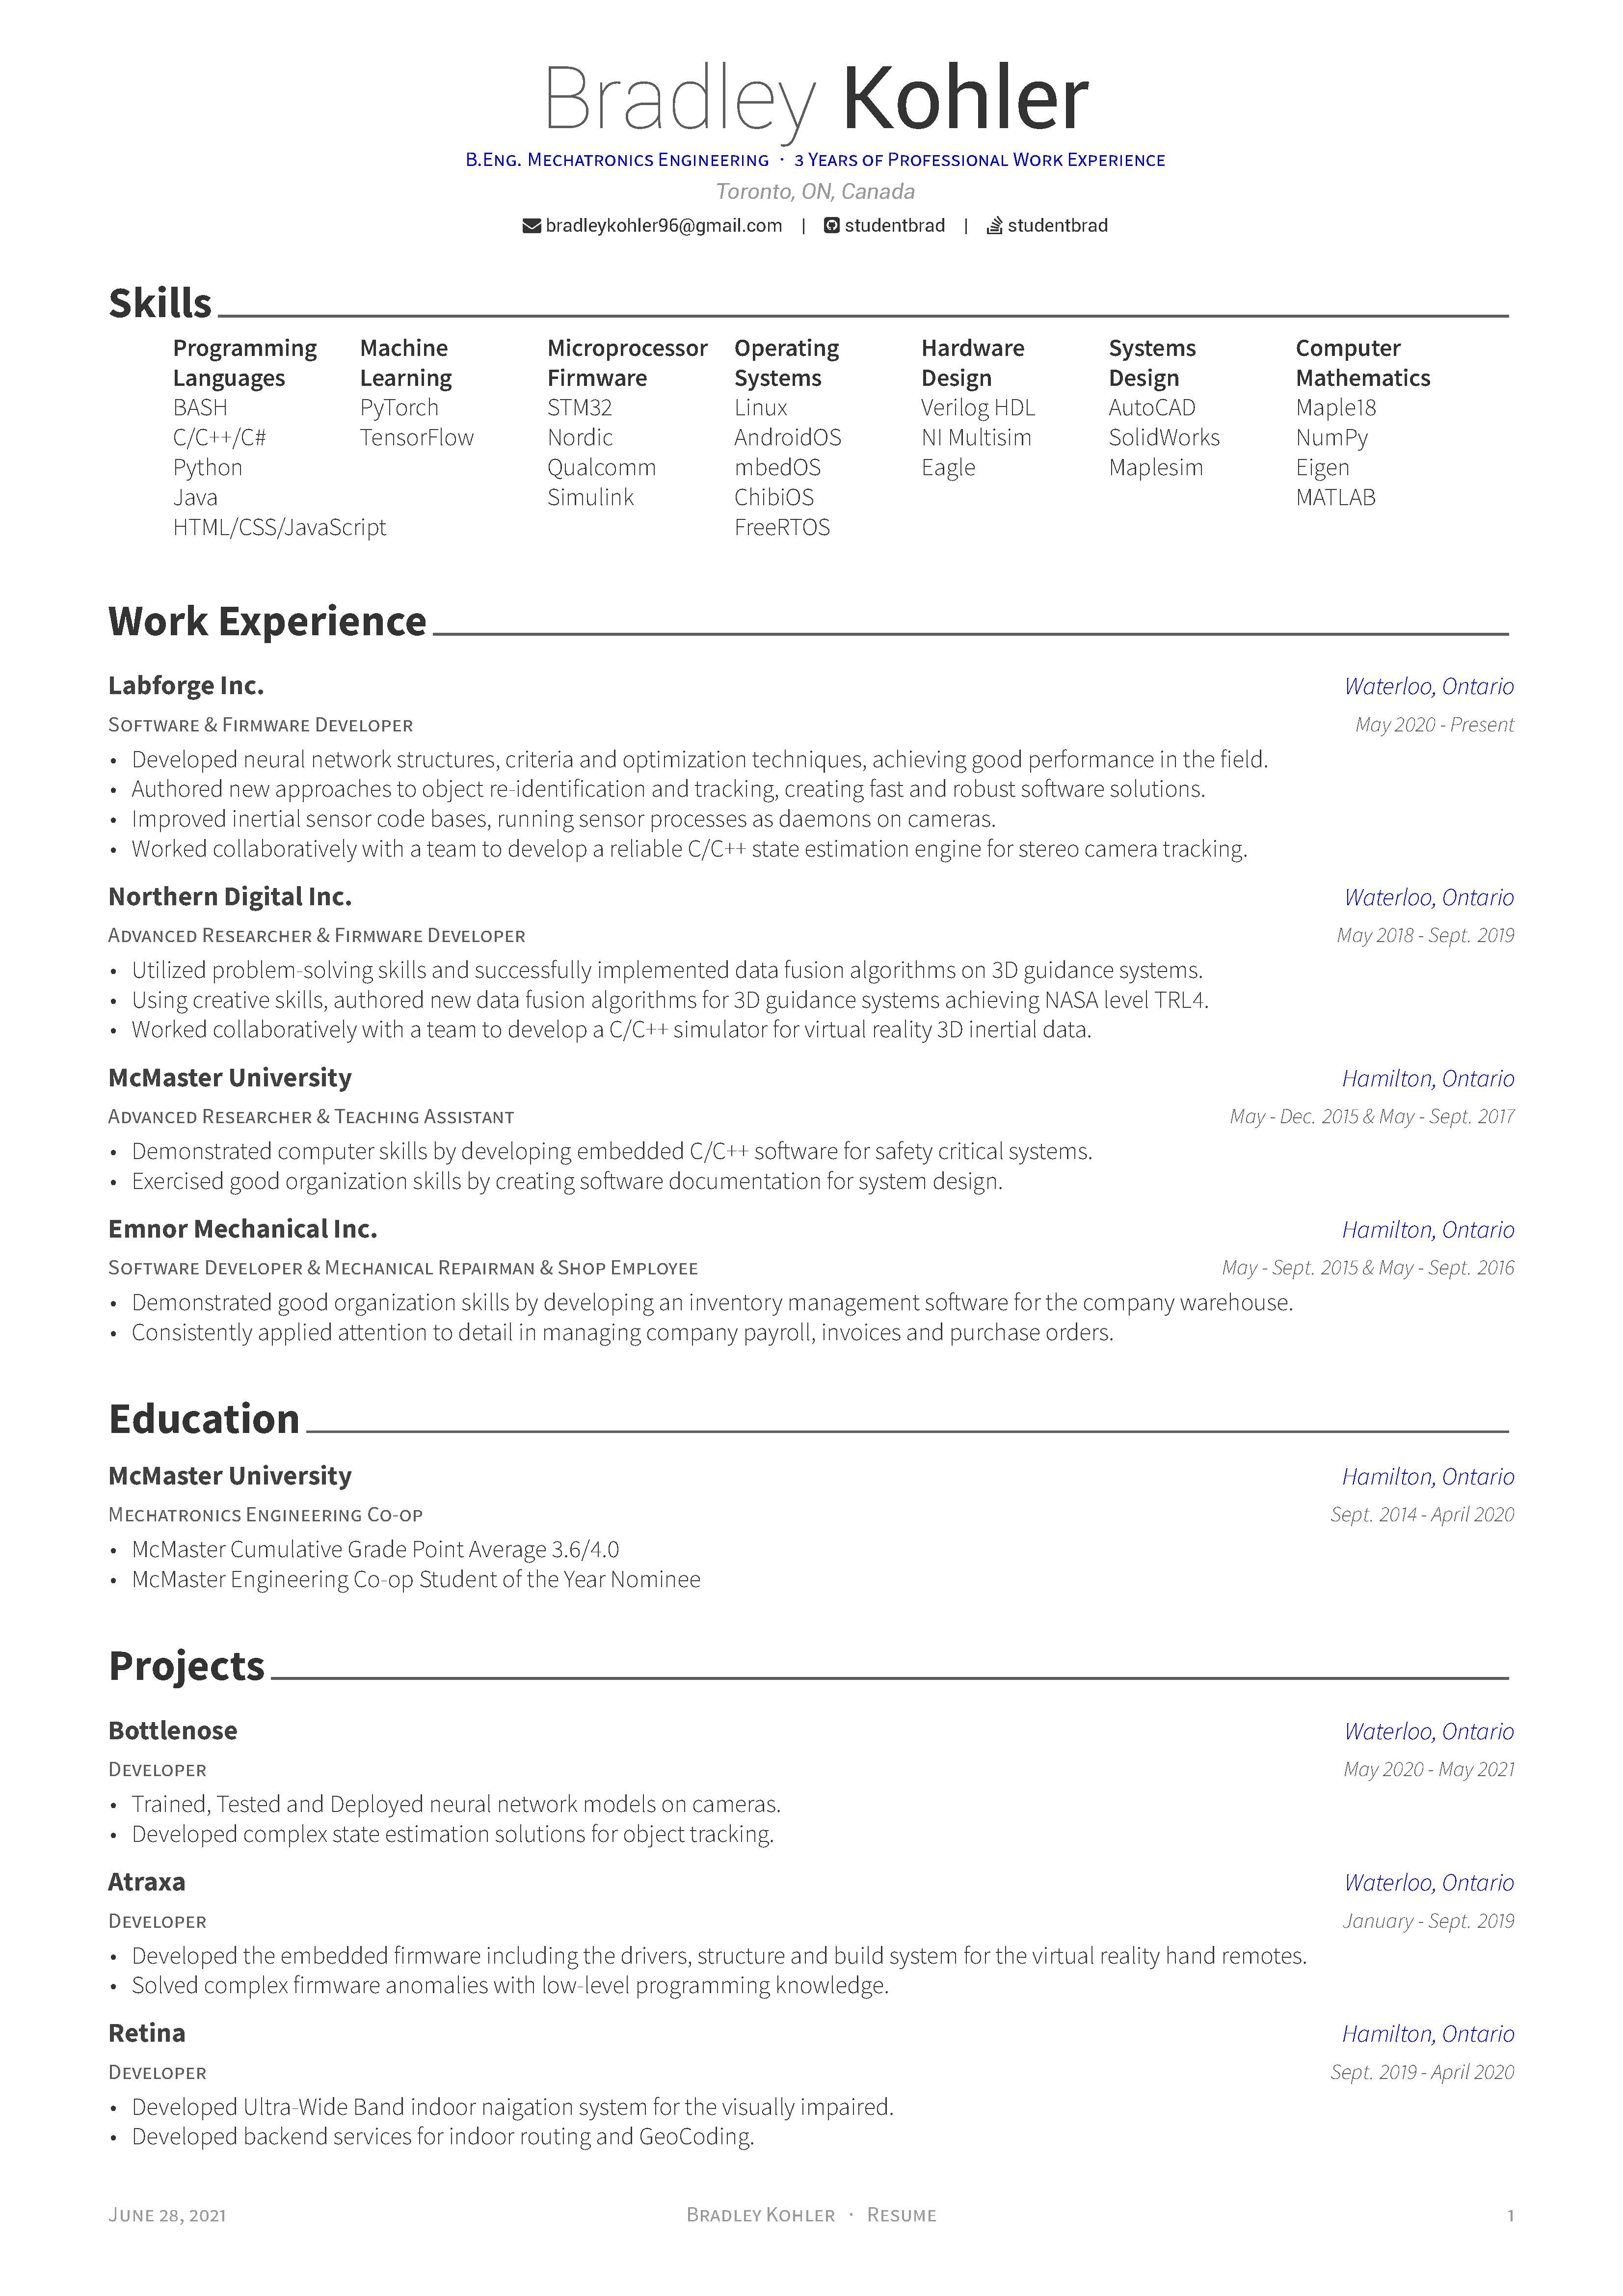 Bradley Kohler
B.Eng. Mechatronics Engineering · 3 Years of Professional Work Experience
Toronto, ON, Canada
bradleykohler96@gmail.com | studentbrad | studentbrad
Skills
Programming Languages
BASH
C/C++/C#
Python
Java
HTML/CSS/JavaScript
Machine Learning
PyTorch
TensorFlow
Microprocessor Firmware
STM32
Nordic
Qualcomm
Simulink
Operating Systems
Linux
AndroidOS
mbedOS
ChibiOS
FreeRTOS
Hardware Design
Verilog HDL
NI Multisim
Eagle
Systems Design
AutoCAD
SolidWorks
Maplesim
Computer Mathematics
Maple18
NumPy
Eigen
MATLAB
Work Experience
Labforge Inc. Waterloo, Ontario
Software & Firmware Developer May 2020 - Present
• Developed neural network structures, criteria and optimization techniques, achieving good performance in the field.
• Authored new approaches to object re-identification and tracking, creating fast and robust software solutions.
• Improved inertial sensor code bases, running sensor processes as daemons on cameras.
• Worked collaboratively with a team to develop a reliable C/C++ state estimation engine for stereo camera tracking.
Northern Digital Inc. Waterloo, Ontario
Advanced Researcher & Firmware Developer May 2018 - Sept. 2019
• Utilized problem-solving skills and successfully implemented data fusion algorithms on 3D guidance systems.
• Using creative skills, authored new data fusion algorithms for 3D guidance systems achieving NASA level TRL4.
• Worked collaboratively with a team to develop a C/C++ simulator for virtual reality 3D inertial data.
McMaster University Hamilton, Ontario
Advanced Researcher & Teaching Assistant May - Dec. 2015 & May - Sept. 2017
• Demonstrated computer skills by developing embedded C/C++ software for safety critical systems.
• Exercised good organization skills by creating software documentation for system design.
Emnor Mechanical Inc. Hamilton, Ontario
Software Developer & Mechanical Repairman & Shop Employee May - Sept. 2015 & May - Sept. 2016
• Demonstrated good organization skills by developing an inventory management software for the company warehouse.
• Consistently applied attention to detail in managing company payroll, invoices and purchase orders.
Education
McMaster University Hamilton, Ontario
Mechatronics Engineering Co-op Sept. 2014 - April 2020
• McMaster Cumulative Grade Point Average 3.6/4.0
• McMaster Engineering Co-op Student of the Year Nominee
Projects
Bottlenose Waterloo, Ontario
Developer May 2020 - May 2021
• Trained, Tested and Deployed neural network models on cameras.
• Developed complex state estimation solutions for object tracking.
Atraxa Waterloo, Ontario
Developer January - Sept. 2019
• Developed the embedded firmware including the drivers, structure and build system for the virtual reality hand remotes.
• Solved complex firmware anomalies with low-level programming knowledge.
Retina Hamilton, Ontario
Developer Sept. 2019 - April 2020
• Developed Ultra-Wide Band indoor naigation system for the visually impaired.
• Developed backend services for indoor routing and GeoCoding.
June 28, 2021 Bradley Kohler · Resume 1